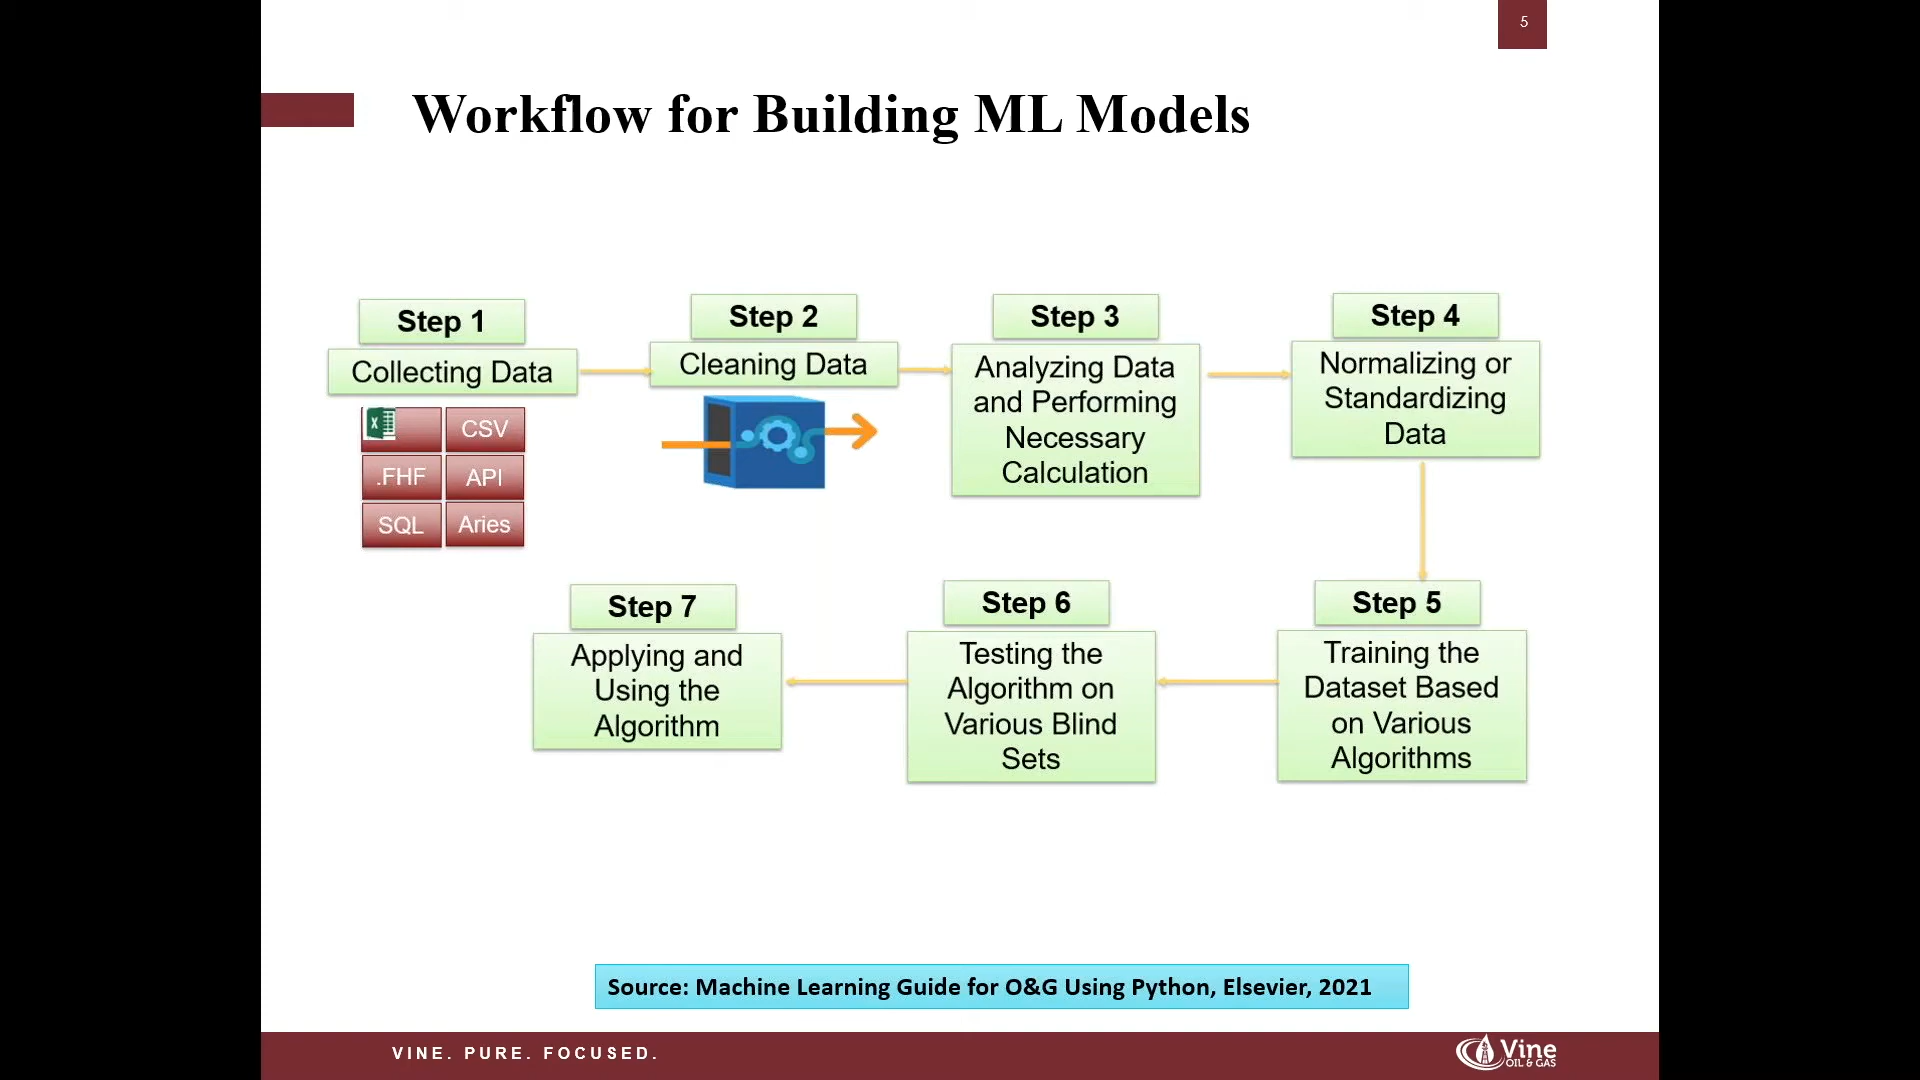 5
Workflow for Building ML Models
Step 1
Collecting Data
X
CSV
.FHF
API
SQL
Aries
Step 2
Cleaning Data
Step 3
Analyzing Data
and Performing
Necessary
Calculation
Step 4
Normalizing or
Standardizing
Data
Step 5
Training the
Dataset Based
on Various
Algorithms
Step 6
Testing the
Algorithm on
Various Blind
Sets
Step 7
Applying and
Using the
Algorithm
Source: Machine Learning Guide for O&G Using Python, Elsevier, 2021
VINE. PURE. FOCUSED.
Vine
OIL & GAS